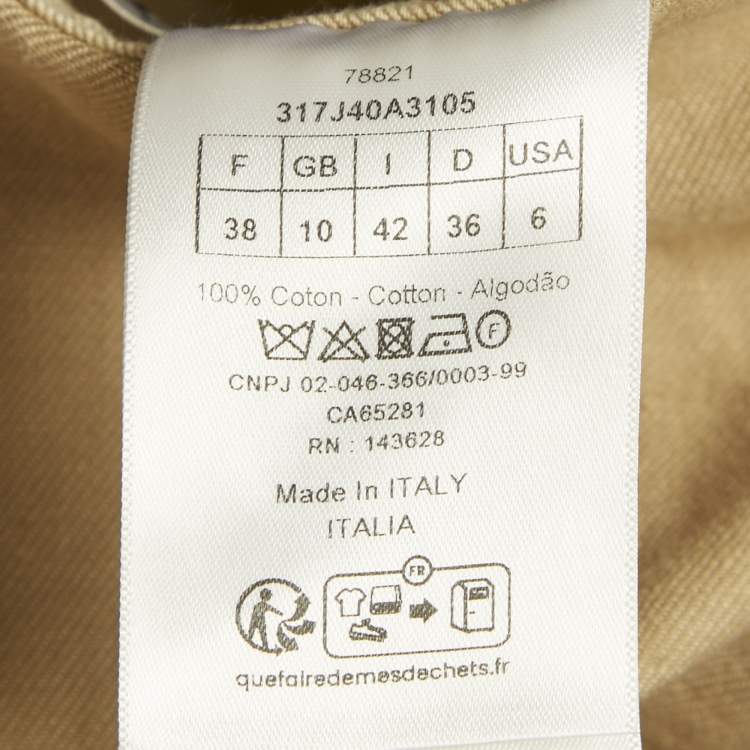 78821
317J40A3105
F GB I D USA
38 10 42 36 6
100% Coton - Cotton - Algodão
F
CNPJ 02-046-366/0003-99
CA65281
RN : 143628
Made In ITALY
ITALIA
FR
quefairedemesdechets.fr